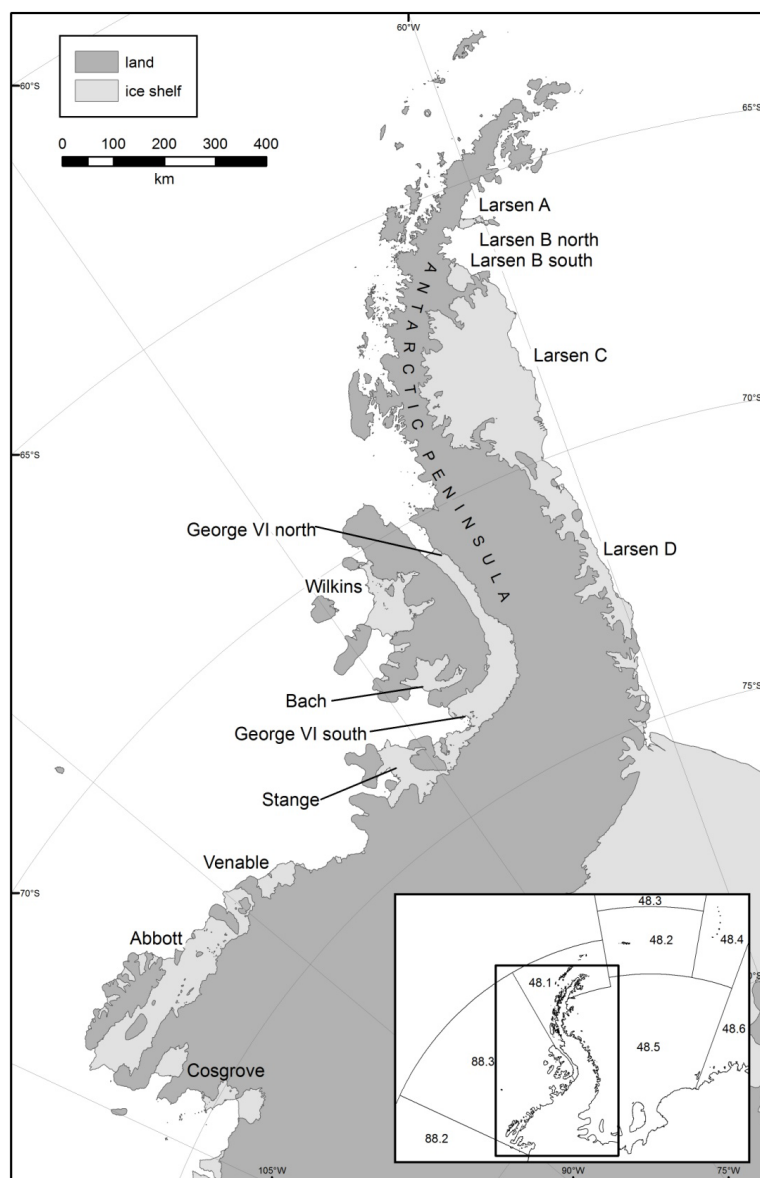 60°W
60°S
land
ice shelf
0 100 200 300 400
km
65°S
Larsen A
Larsen B north
Larsen B south
ANTARCTIC PENINSULA
Larsen C
70°S
65°S
George VI north
Larsen D
Wilkins
Bach
75°S
George VI south
Stange
Venable
70°S
Abbott
Cosgrove
48.3
48.2
48.4
48.1
48.6
48.5
88.3
88.2
105°W
90°W
75°W